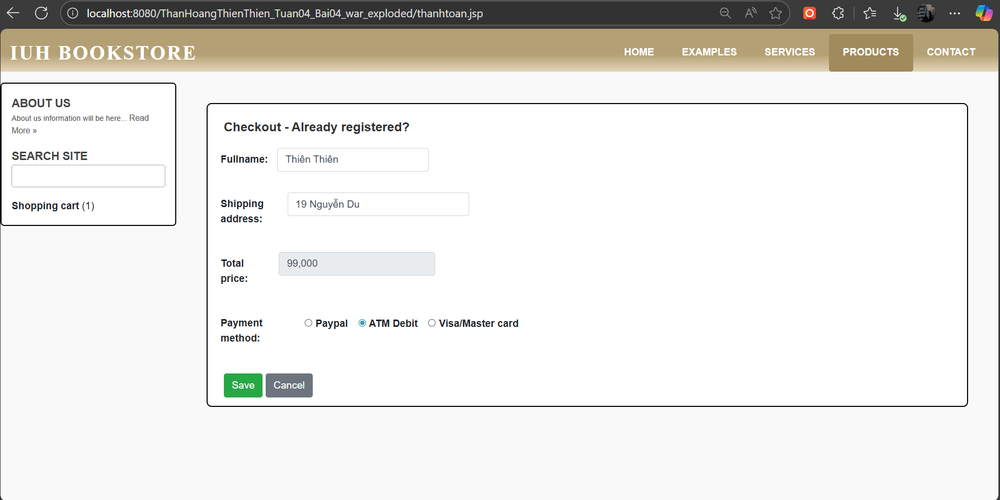 localhost:8080/ThanHoangThienThien_Tuan04_Bai04_war_exploded/thanhtoan.jsp
IUH BOOKSTORE
HOME EXAMPLES SERVICES PRODUCTS CONTACT
ABOUT US
About us information will be here... Read
More »
SEARCH SITE
Shopping cart (1)
Checkout - Already registered?
Fullname: Thiên Thiên
Shipping
address:
19 Nguyễn Du
Total
price:
99,000
Payment
method:
Paypal ATM Debit Visa/Master card
Save Cancel